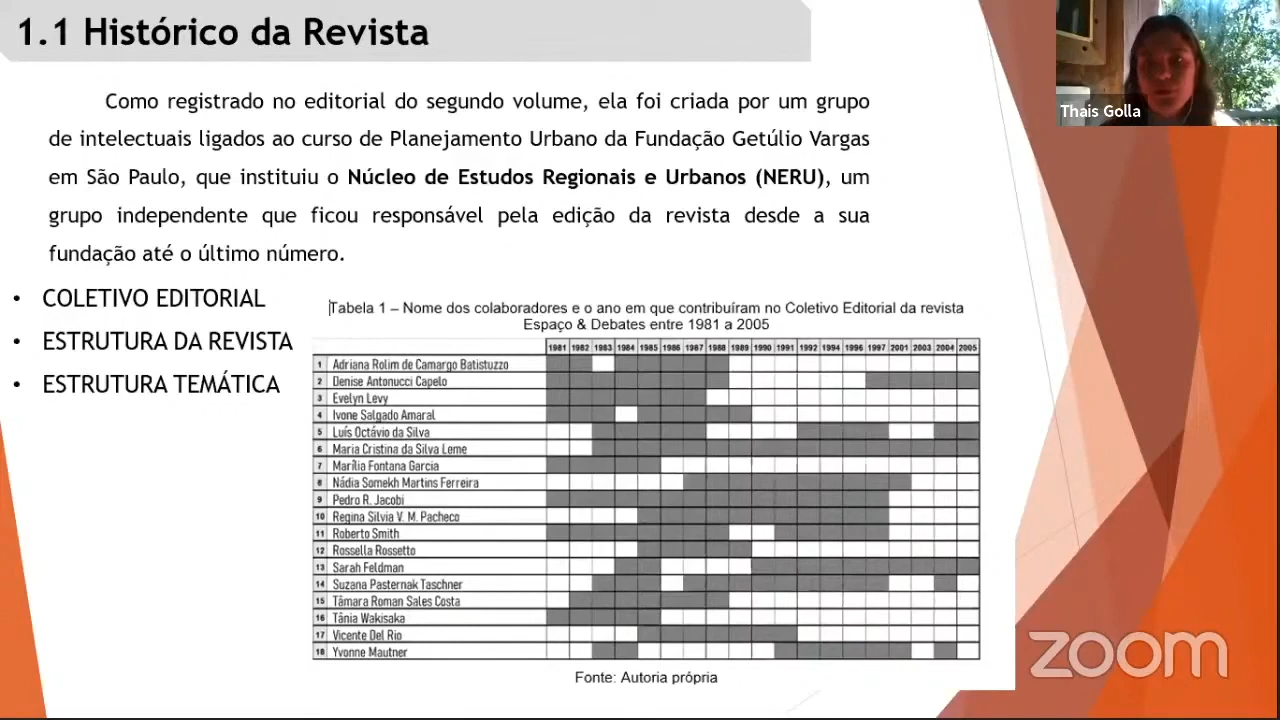 1.1 Histórico da Revista
Thais Golla
Como registrado no editorial do segundo volume, ela foi criada por um grupo
de intelectuais ligados ao curso de Planejamento Urbano da Fundação Getúlio Vargas
em São Paulo, que instituiu o Núcleo de Estudos Regionais e Urbanos (NERU), um
grupo independente que ficou responsável pela edição da revista desde a sua
fundação até o último número.
• COLETIVO EDITORIAL
• ESTRUTURA DA REVISTA
• ESTRUTURA TEMÁTICA
Tabela 1 – Nome dos colaboradores e o ano em que contribuíram no Coletivo Editorial da revista
Espaço & Debates entre 1981 a 2005
1981 1982 1983 1984 1985 1986 1987 1988 1989 1990 1991 1992 1994 1996 1997 2001 2003 2004 2005
1 Adriana Rolim de Camargo Batistuzzo
2 Denise Antonucci Capelo
3 Evelyn Levy
4 Ivone Salgado Amaral
5 Luís Octávio da Silva
6 Maria Cristina da Silva Leme
7 Marília Fontana Garcia
8 Nádia Somekh Martins Ferreira
9 Pedro R. Jacobi
10 Regina Silvia V. M. Pacheco
11 Roberto Smith
12 Rossella Rossetto
13 Sarah Feldman
14 Suzana Pasternak Taschner
15 Tâmara Roman Sales Costa
16 Tânia Wakisaka
17 Vicente Del Rio
18 Yvonne Mautner
Fonte: Autoria própria
zoom